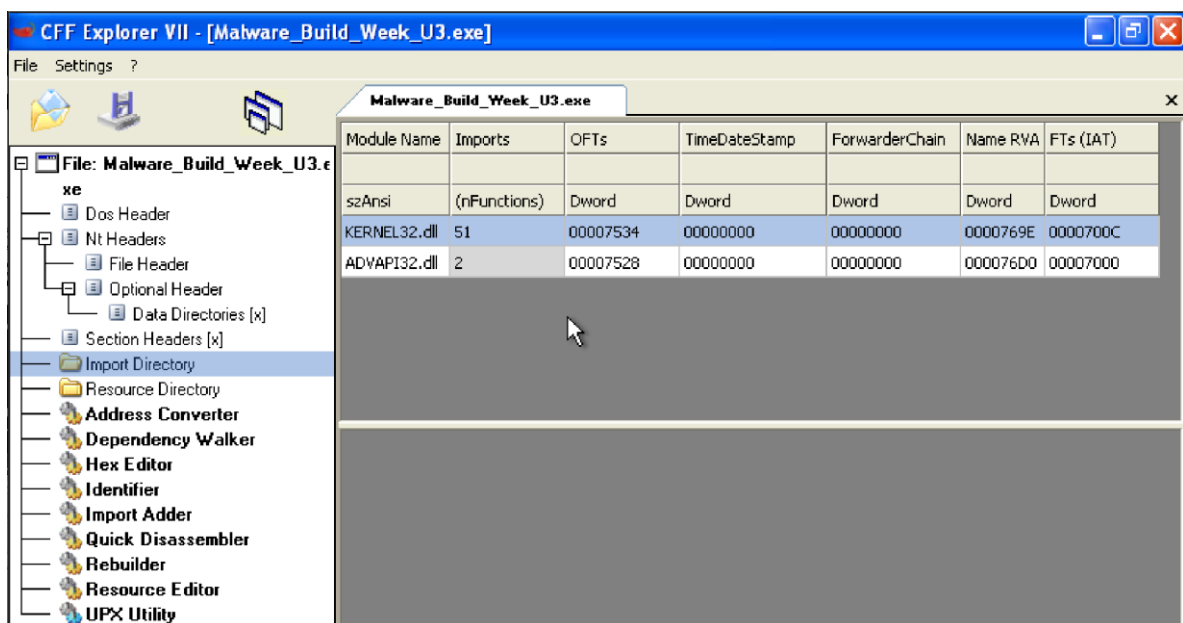 CFF Explorer VII - [Malware_Build_Week_U3.exe]
File Settings ?
Malware_Build_Week_U3.exe
Module Name Imports OFTs TimeDateStamp ForwarderChain Name RVA FTs (IAT)
szAnsi (nFunctions) Dword Dword Dword Dword Dword
KERNEL32.dll 51 00007534 00000000 00000000 0000769E 0000700C
ADVAPI32.dll 2 00007528 00000000 00000000 000076D0 00007000
File: Malware_Build_Week_U3.e
xe
Dos Header
Nt Headers
File Header
Optional Header
Data Directories [x]
Section Headers [x]
Import Directory
Resource Directory
Address Converter
Dependency Walker
Hex Editor
Identifier
Import Adder
Quick Disassembler
Rebuilder
Resource Editor
UPX Utility